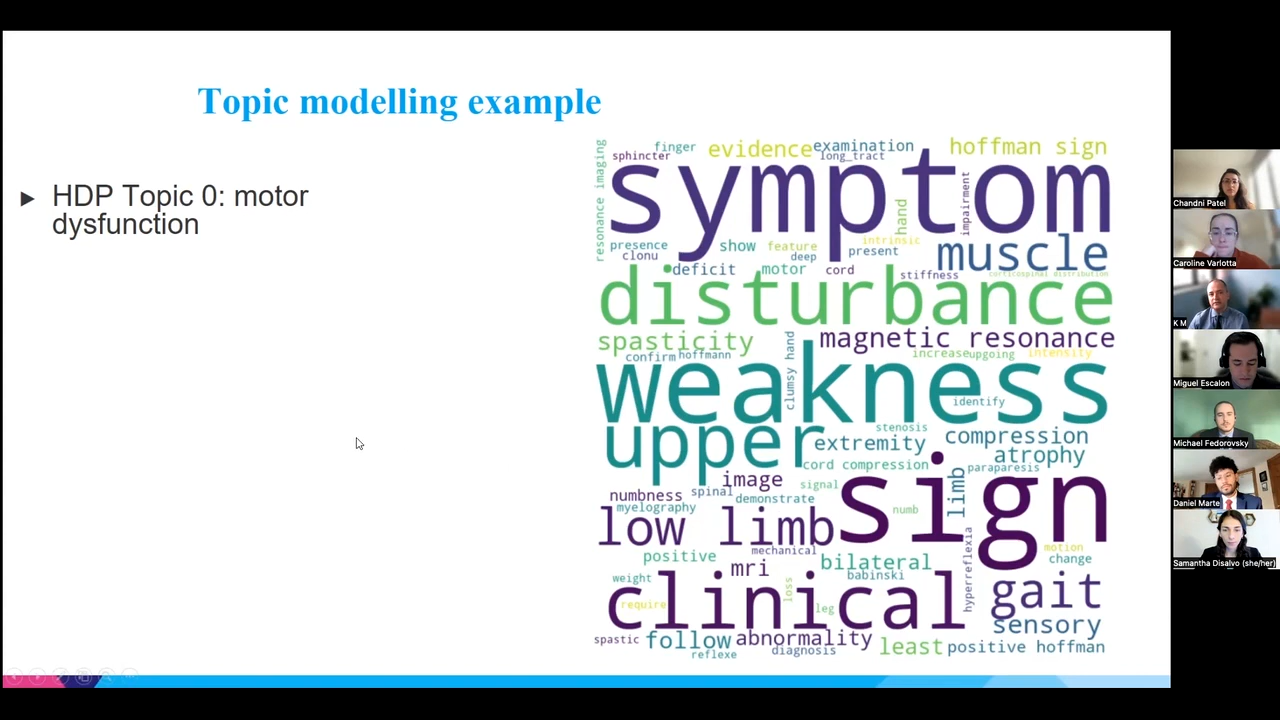 Topic modelling example
HDP Topic 0: motor
dysfunction
resonance imaging
finger
sphincter
evidence
examination
long_tract
hoffman sign
symptom
hand
impairment
presence
clonu
show
feature
deep
intrinsic
present
muscle
deficit
motor
cord
stiffness
corticospinal distribution
disturbance
spasticity
magnetic resonance
confirm
hoffmann
clumsy hand
increase
upgoing
intensity
weakness
identify
upper
stenosis
extremity
compression
atrophy
cord compression
paraparesis
image
signal
limb
sign
numbness
spinal
demonstrate
myelography
numb
low limb
mechanical
hyperreflexia
motion
change
positive
mri
bilateral
babinski
weight
loss
clinical
gait
require
leg
sensory
spastic
follow
abnormality
least
positive hoffman
reflexe
diagnosis
Chandni Patel
Caroline Varlotta
K M
Miguel Escalon
Michael Fedorovsky
Daniel Marte
Samantha Disalvo (she/her)